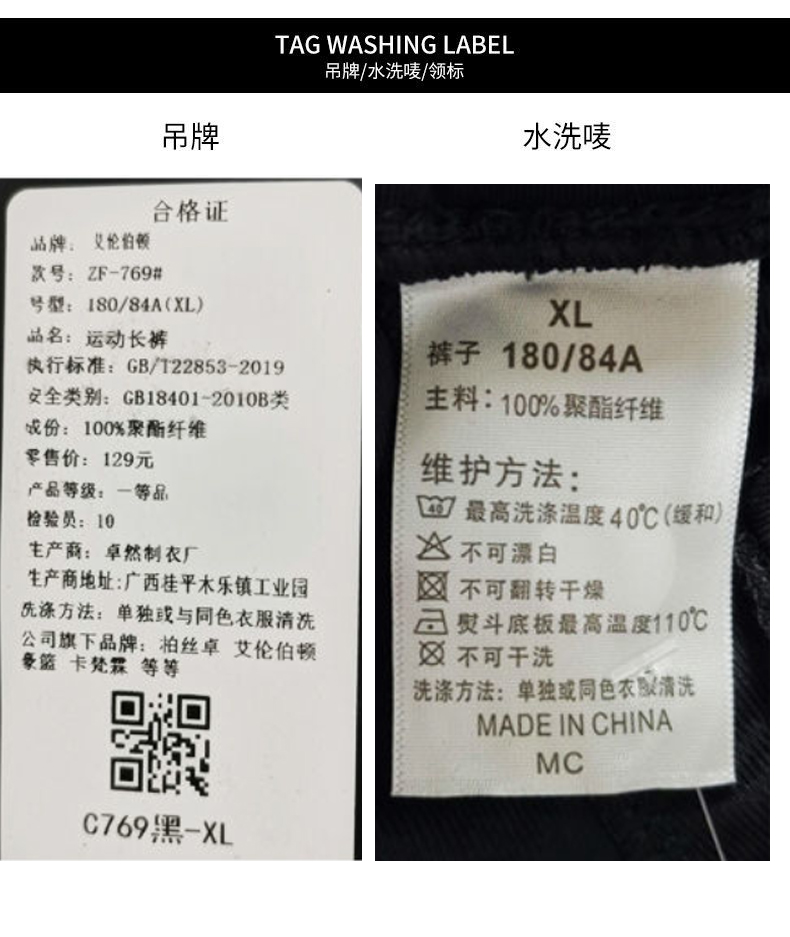 TAG WASHING LABEL
吊牌/水洗唛/领标
吊牌
水洗唛
合格证
品牌: 艾伦伯顿
款号: ZF-769#
号型: 180/84A(XL)
品名: 运动长裤
执行标准: GB/T22853-2019
安全类别: GB18401-2010B类
成份: 100%聚酯纤维
零售价: 129元
产品等级: 一等品
检验员: 10
生产商: 卓然制衣厂
生产商地址:广西桂平木乐镇工业园
洗涤方法: 单独或与同色衣服清洗
公司旗下品牌: 柏丝卓 艾伦伯顿
豪篮 卡梵霖 等等
C769黑-XL
XL
裤子 180/84A
主料: 100%聚酯纤维
维护方法:
40 最高洗涤温度40℃(缓和)
不可漂白
不可翻转干燥
熨斗底板最高温度110℃
不可干洗
洗涤方法: 单独或同色衣服清洗
MADE IN CHINA
MC